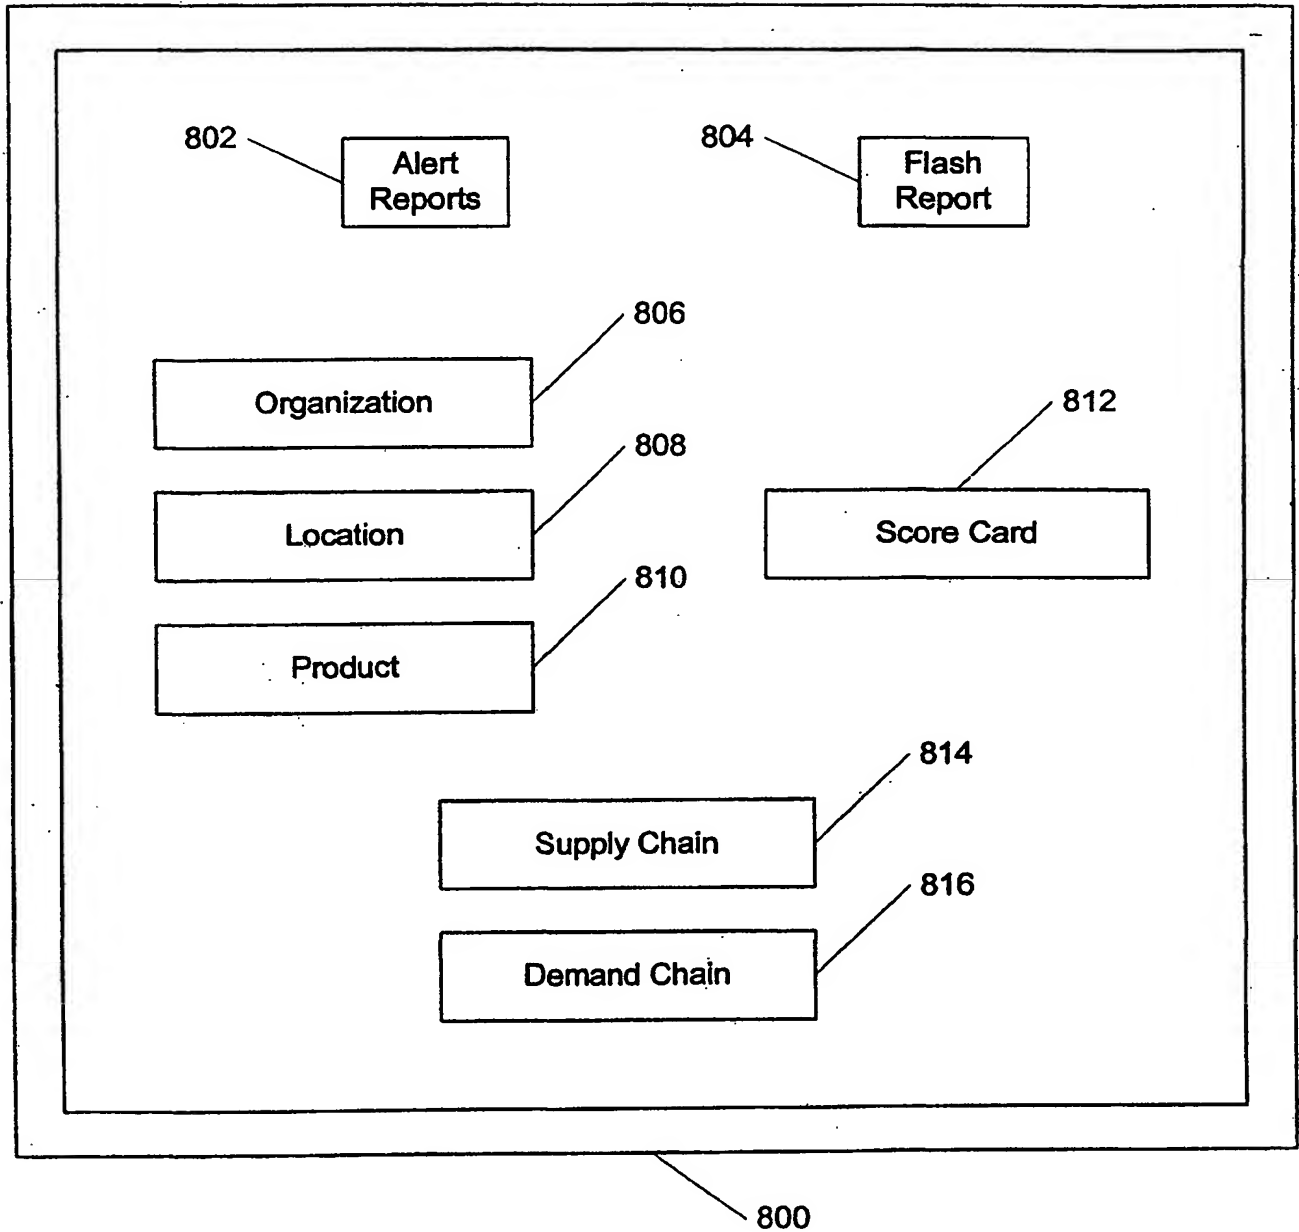 802
Alert
Reports
804
Flash
Report
806
Organization
812
808
Location
Score Card
810
Product
814
Supply Chain
816
Demand Chain
800